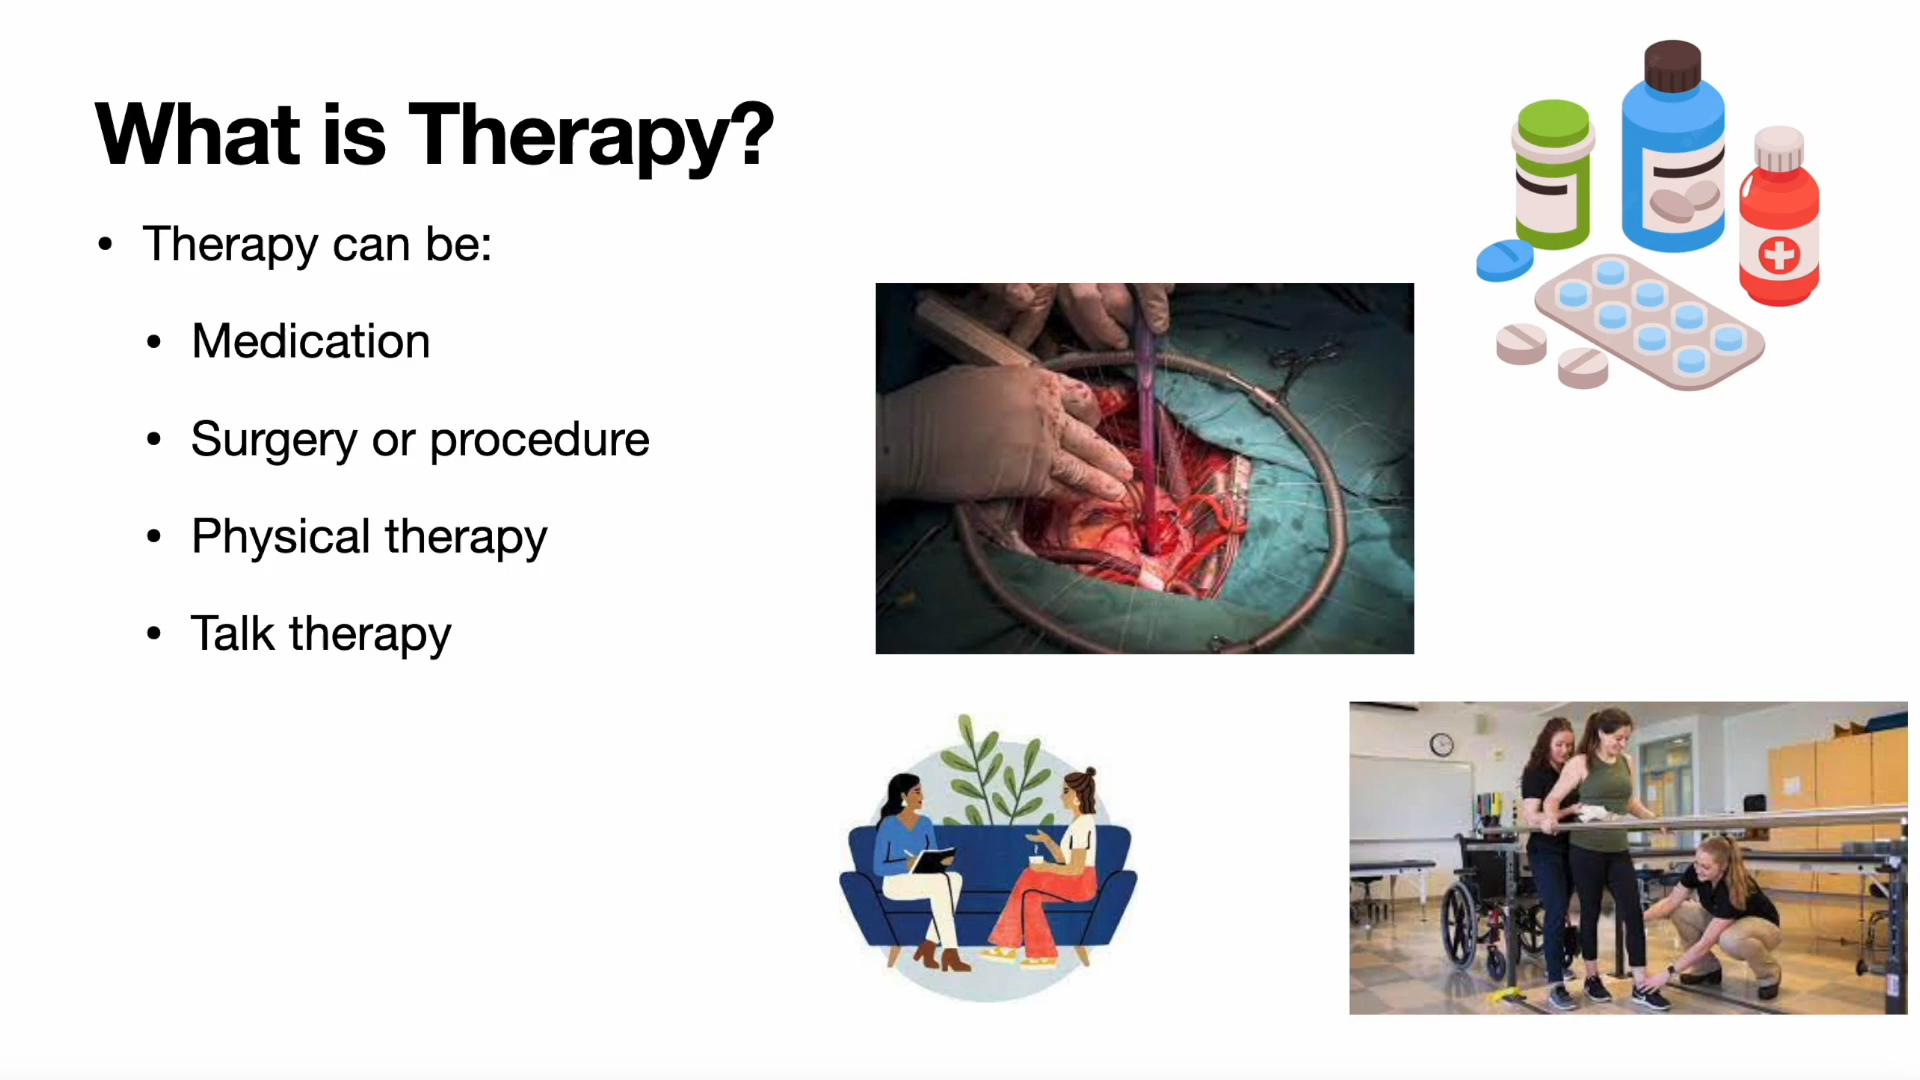 What is Therapy?
• Therapy can be:
• Medication
• Surgery or procedure
• Physical therapy
• Talk therapy